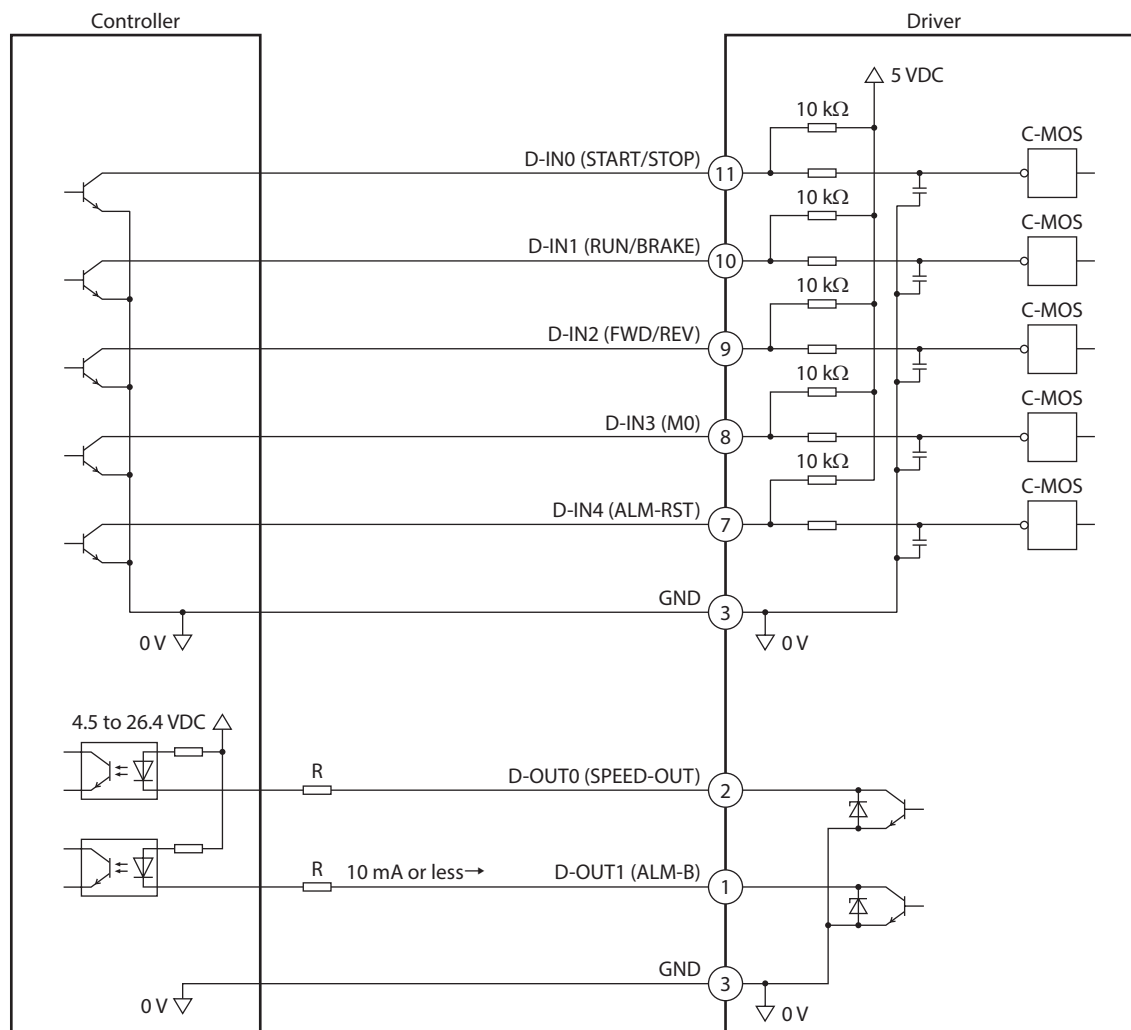 Controller
Driver
5 VDC
10 kΩ
C-MOS
D-IN0 (START/STOP)
11
10 kΩ
C-MOS
D-IN1 (RUN/BRAKE)
10
10 kΩ
C-MOS
D-IN2 (FWD/REV)
9
10 kΩ
C-MOS
D-IN3 (M0)
8
10 kΩ
C-MOS
D-IN4 (ALM-RST)
7
GND
3
0 V
0 V
4.5 to 26.4 VDC
R
D-OUT0 (SPEED-OUT)
2
R
10 mA or less→
D-OUT1 (ALM-B)
1
GND
3
0 V
0 V